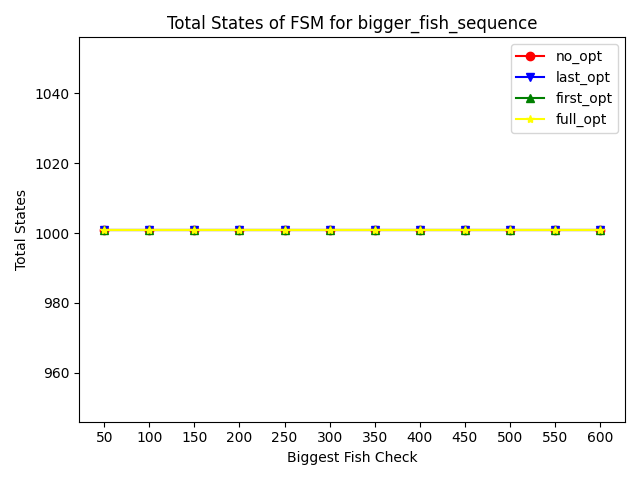 Total States of FSM for bigger_fish_sequence
no_opt
last_opt
first_opt
full_opt
1040
1020
1000
980
960
Total States
50 100 150 200 250 300 350 400 450 500 550 600
Biggest Fish Check